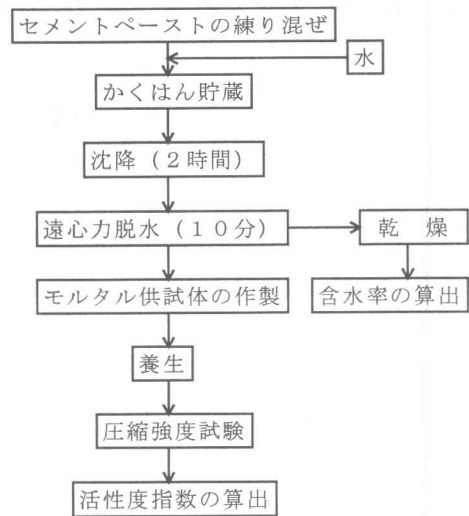 セメントペーストの練り混ぜ
水
かくはん貯蔵
沈降（２時間）
遠心力脱水（１０分）
乾　燥
モルタル供試体の作製
含水率の算出
養生
圧縮強度試験
活性度指数の算出